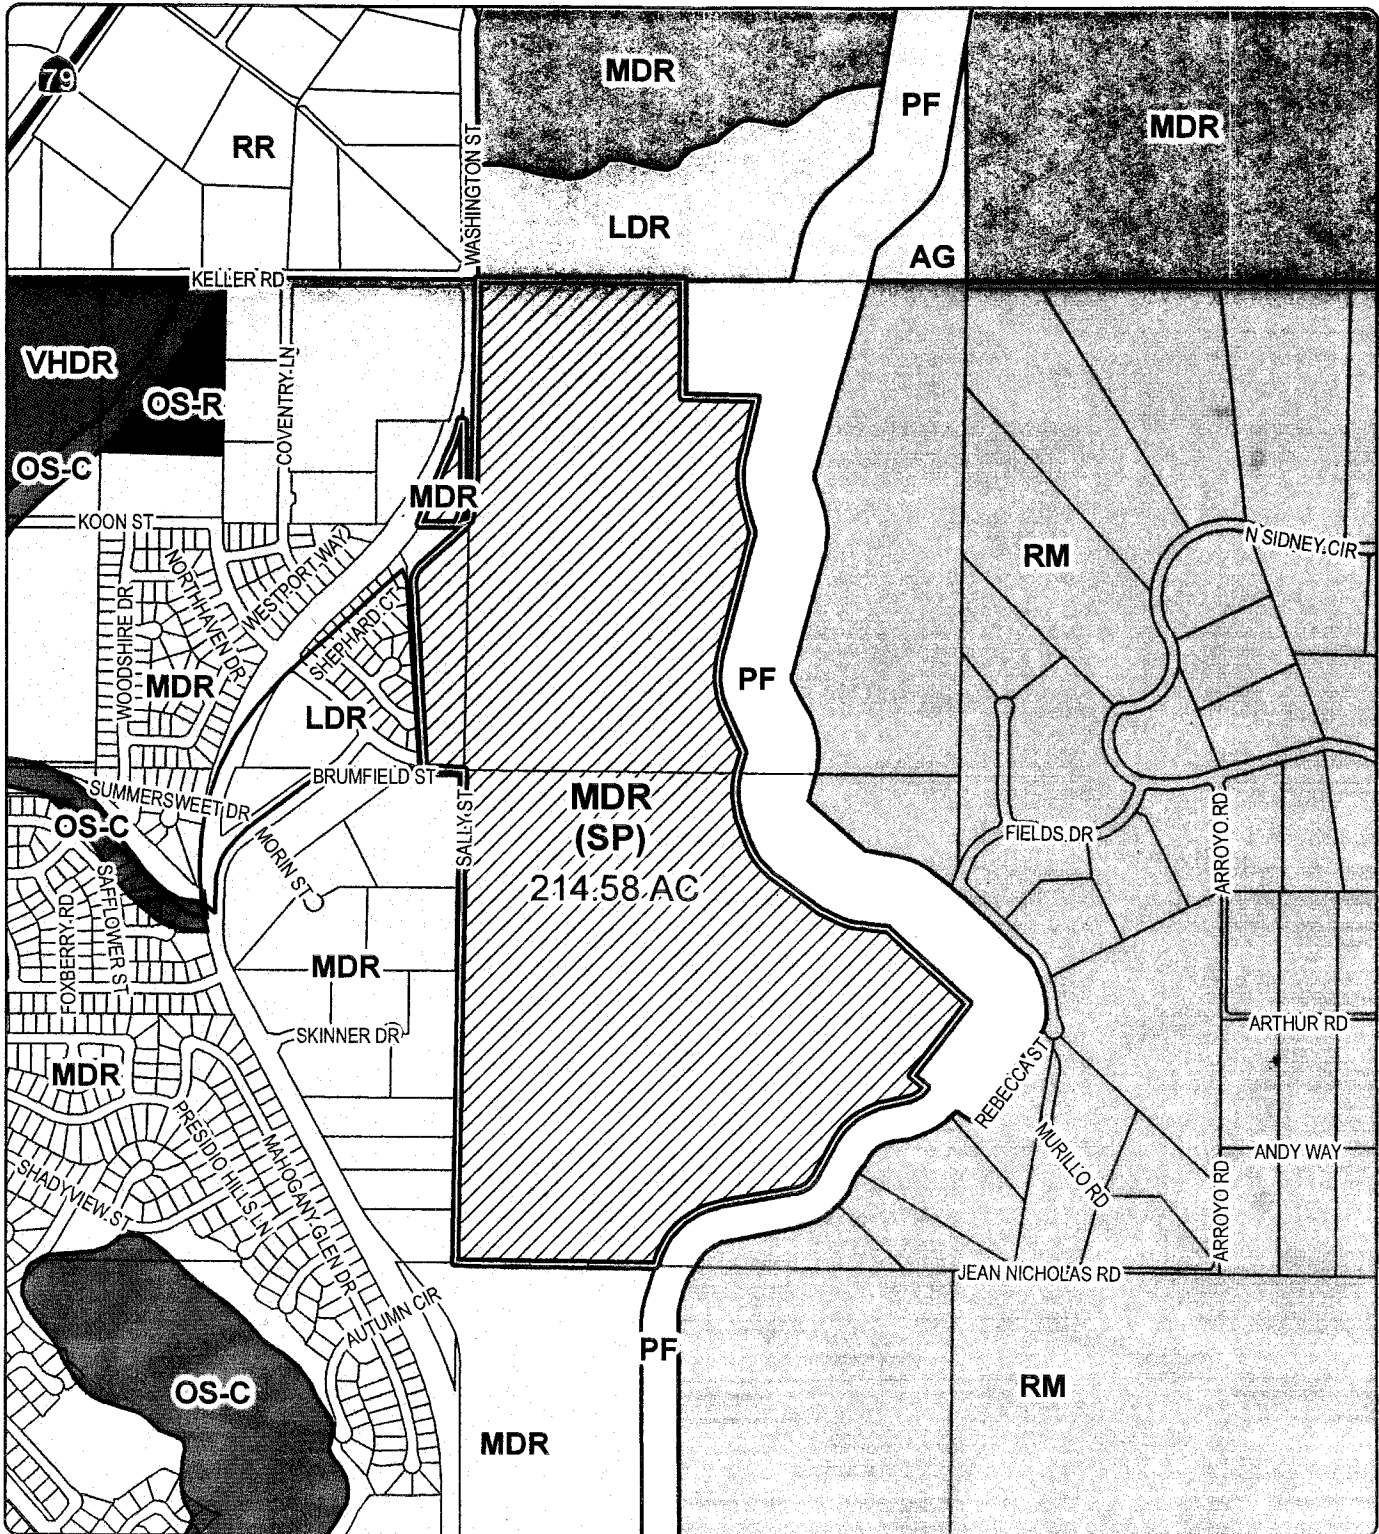 79
MDR
PF
MDR
RR
WASHINGTON ST
LDR
AG
KELLER RD
VHDR
OS-R
COVENTRY LN
OS-C
MDR
KOON ST
NORTHHAVEN DR
WESTPORT WAY
N SIDNEY CIR
RM
WOODSHIRE DR
SHEPHARD CT
MDR
PF
LDR
BRUMFIELD ST
SUMMERSWEET DR
OS-C
MORIN ST
SALLY ST
MDR
(SP)
214.58 AC
FIELDS DR
ARROYO RD
FOXBERRY RD
SAFFLOWER ST
MDR
SKINNER DR
ARTHUR RD
MDR
REBECCA ST
PRESIDIO HILLS LN
MAHOGANY GLEN DR
MURILLO RD
ANDY WAY
SHADYVIEW ST
ARROYO RD
JEAN NICHOLAS RD
AUTUMN CIR
PF
OS-C
RM
MDR